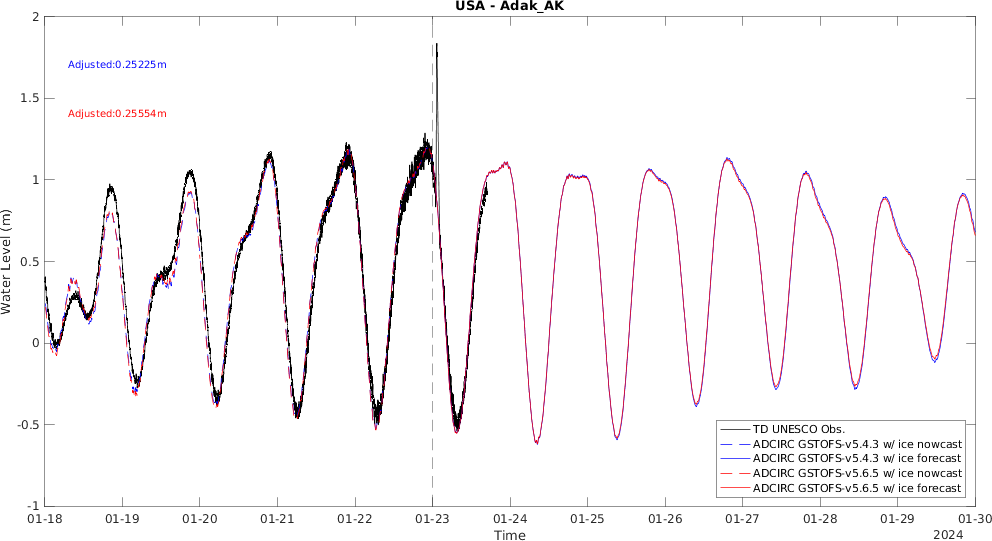 USA - Adak_AK
2
1.5
1
0.5
0
-0.5
-1
Water Level (m)
Adjusted:0.25225m
Adjusted:0.25554m
TD UNESCO Obs.
ADCIRC GSTOFS-v5.4.3 w/ ice nowcast
ADCIRC GSTOFS-v5.4.3 w/ ice forecast
ADCIRC GSTOFS-v5.6.5 w/ ice nowcast
ADCIRC GSTOFS-v5.6.5 w/ ice forecast
01-18 01-19 01-20 01-21 01-22 01-23 01-24 01-25 01-26 01-27 01-28 01-29 01-30
Time
2024